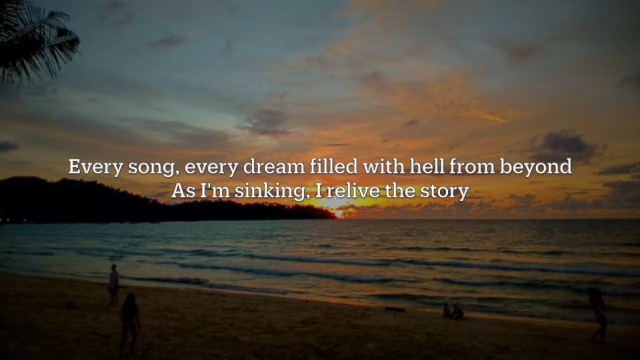 Every song, every dream filled with hell from beyond
As I'm sinking, I relive the story